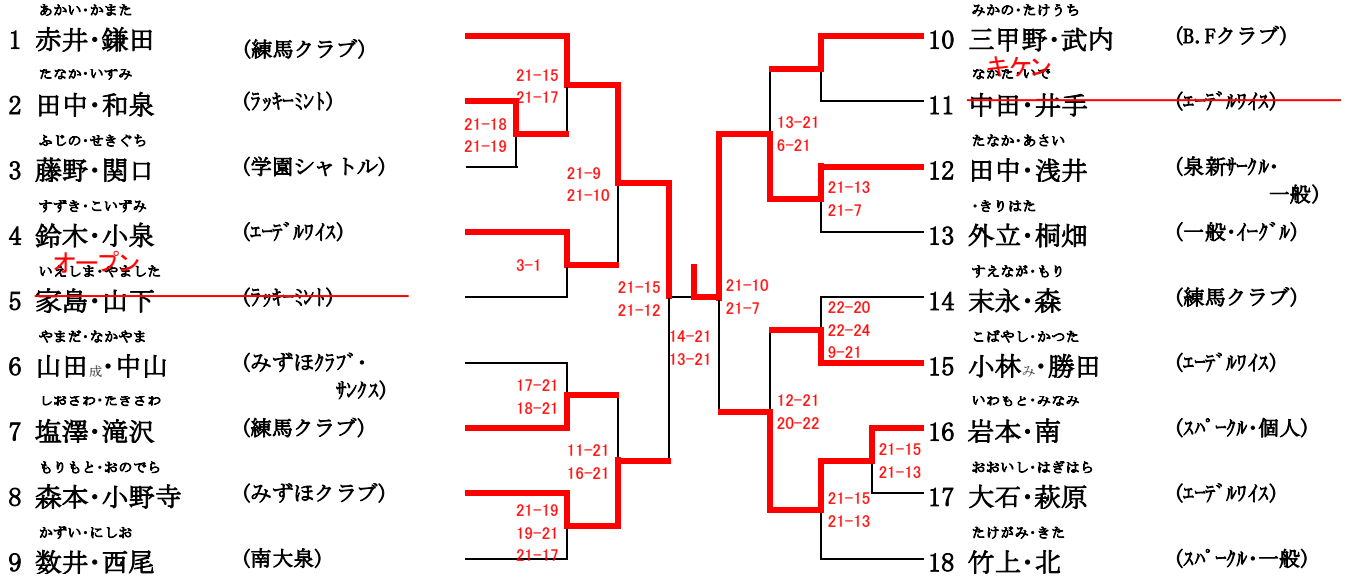 あかい・かまた
1 赤井・鎌田 (練馬クラブ)
たなか・いずみ
2 田中・和泉 (ﾗｯｷｰﾐﾝﾄ)
ふじの・せきぐち
3 藤野・関口 (学園シャトル)
すずき・こいずみ
4 鈴木・小泉 (ｴｰﾃﾞﾙﾜｲｽ)
オープン
いえしま・やました
5 家島・山下 (ﾗｯｷｰﾐﾝﾄ)
やまだ・なかやま
6 山田成・中山 (みずほｸﾗﾌﾞ・
ｻﾝｸｽ)
しおざわ・たきざわ
7 塩澤・滝沢 (練馬クラブ)
もりもと・おのでら
8 森本・小野寺 (みずほクラブ)
かずい・にしお
9 数井・西尾 (南大泉)
21-15
21-17
21-18
21-19
21-9
21-10
3-1
21-15
21-12
17-21
18-21
11-21
16-21
21-19
19-21
21-17
14-21
13-21
21-10
21-7
13-21
6-21
21-13
21-7
22-20
22-24
9-21
12-21
20-22
21-15
21-13
21-15
21-13
みかの・たけうち
10 三甲野・武内 (B.Fクラブ)
キケン
なかた・いで
11 中田・井手 (ｴｰﾃﾞﾙﾜｲｽ)
たなか・あさい
12 田中・浅井 (泉新ｻｰｸﾙ・
一般)
・きりはた
13 外立・桐畑 (一般・ｲｰｸﾞﾙ)
すえなが・もり
14 末永・森 (練馬クラブ)
こばやし・かつた
15 小林み・勝田 (ｴｰﾃﾞﾙﾜｲｽ)
いわもと・みなみ
16 岩本・南 (ｽﾊﾟｰｸﾙ・個人)
おおいし・はぎはら
17 大石・萩原 (ｴｰﾃﾞﾙﾜｲｽ)
たけがみ・きた
18 竹上・北 (ｽﾊﾟｰｸﾙ・一般)